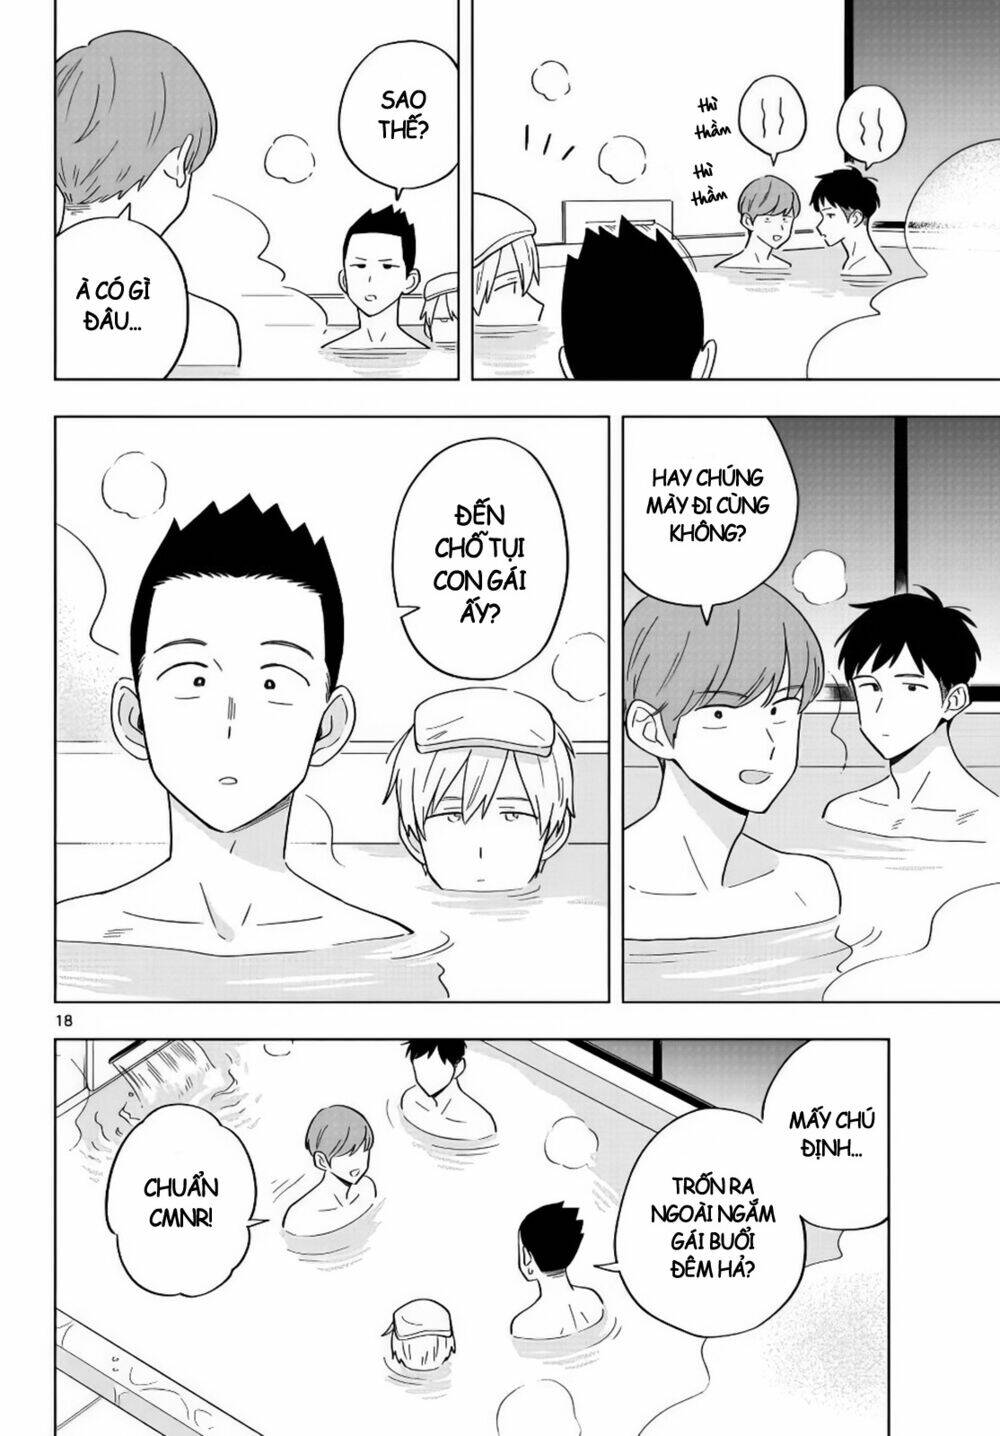 thì
thầm
thì
thầm
SAO
THẾ?
À CÓ GÌ
ĐÂU...
HAY CHÚNG
MÀY ĐI CÙNG
KHÔNG?
ĐẾN
CHỖ TỤI
CON GÁI
ẤY?
18
MẤY CHÚ
ĐỊNH...
TRỐN RA
NGOÀI NGẮM
GÁI BUỔI
ĐÊM HẢ?
CHUẨN
CMNR!